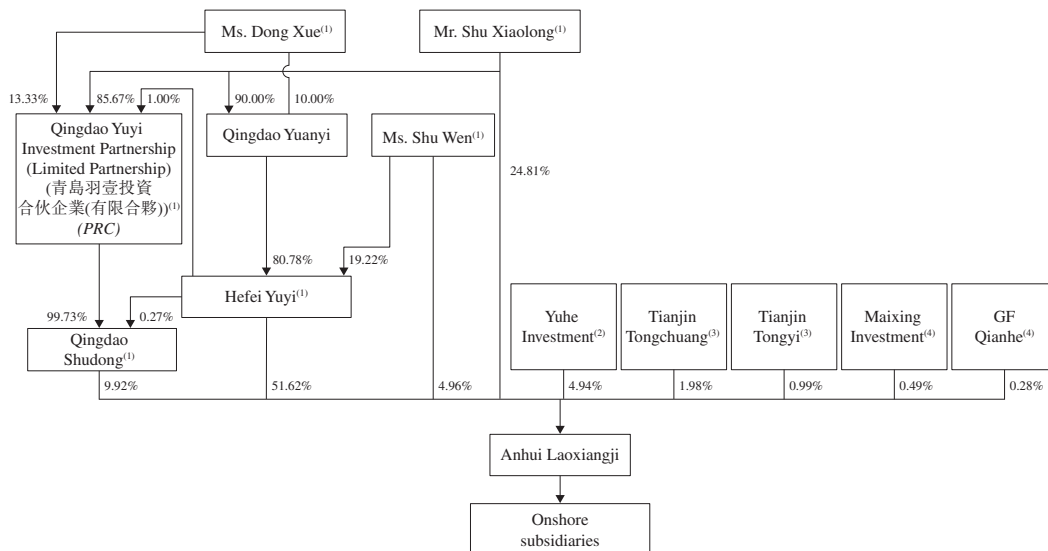 Ms. Dong Xue(1)
Mr. Shu Xiaolong(1)
13.33%
85.67%
1.00%
90.00%
10.00%
Qingdao Yuyi
Investment Partnership
(Limited Partnership)
(青島羽壹投資
合伙企業(有限合夥))(1)
(PRC)
Qingdao Yuanyi
Ms. Shu Wen(1)
24.81%
80.78%
19.22%
Hefei Yuyi(1)
99.73%
0.27%
Qingdao
Shudong(1)
Yuhe
Investment(2)
Tianjin
Tongchuang(3)
Tianjin
Tongyi(3)
Maixing
Investment(4)
GF
Qianhe(4)
9.92%
51.62%
4.96%
4.94%
1.98%
0.99%
0.49%
0.28%
Anhui Laoxiangji
Onshore
subsidiaries